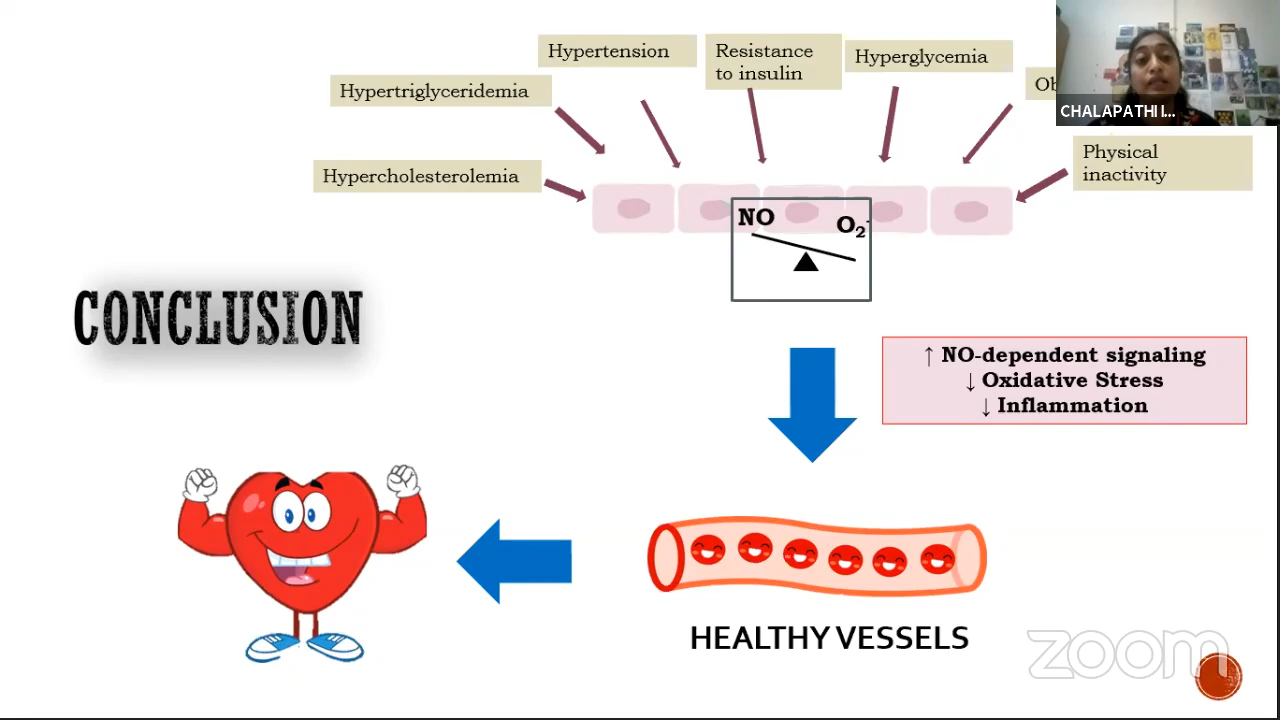 Hypertension
Resistance
to insulin
Hyperglycemia
Hypertriglyceridemia
CHALAPATHI I...
Hypercholesterolemia
Physical
inactivity
NO
O₂⁻
CONCLUSION
↑ NO-dependent signaling
↓ Oxidative Stress
↓ Inflammation
HEALTHY VESSELS
zoom